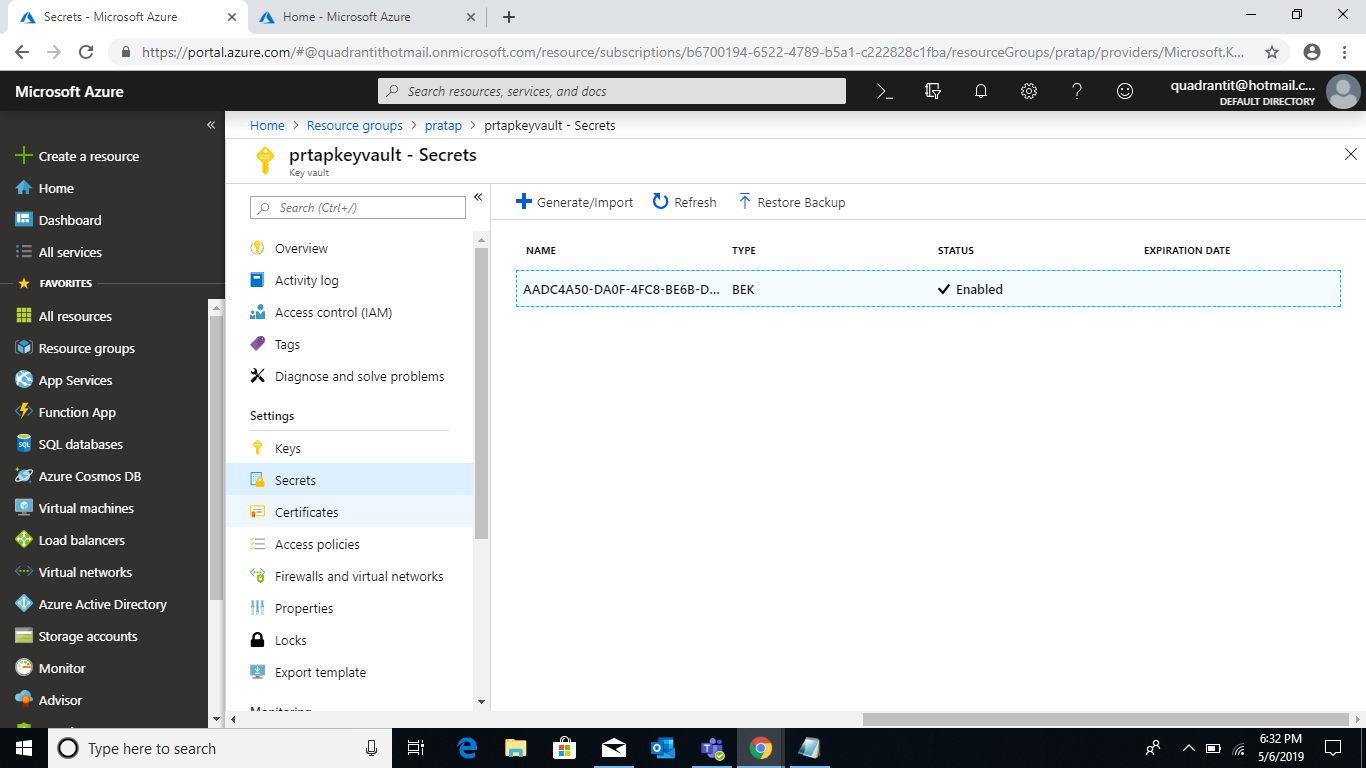 Secrets - Microsoft Azure
Home - Microsoft Azure
https://portal.azure.com/#@quadrantithotmail.onmicrosoft.com/resource/subscriptions/b6700194-6522-4789-b5a1-c222828c1fba/resourceGroups/pratap/providers/Microsoft.K...
Microsoft Azure
Search resources, services, and docs
quadrantit@hotmail.c...
DEFAULT DIRECTORY
Create a resource
Home
Dashboard
All services
FAVORITES
All resources
Resource groups
App Services
Function App
SQL databases
Azure Cosmos DB
Virtual machines
Load balancers
Virtual networks
Azure Active Directory
Storage accounts
Monitor
Advisor
Home > Resource groups > pratap > prtapkeyvault - Secrets
prtapkeyvault - Secrets
Key vault
Search (Ctrl+/)
Overview
Activity log
Access control (IAM)
Tags
Diagnose and solve problems
Settings
Keys
Secrets
Certificates
Access policies
Firewalls and virtual networks
Properties
Locks
Export template
Monitoring
Generate/Import Refresh Restore Backup
NAME TYPE STATUS EXPIRATION DATE
AADC4A50-DA0F-4FC8-BE6B-D... BEK Enabled
Type here to search
6:32 PM
5/6/2019